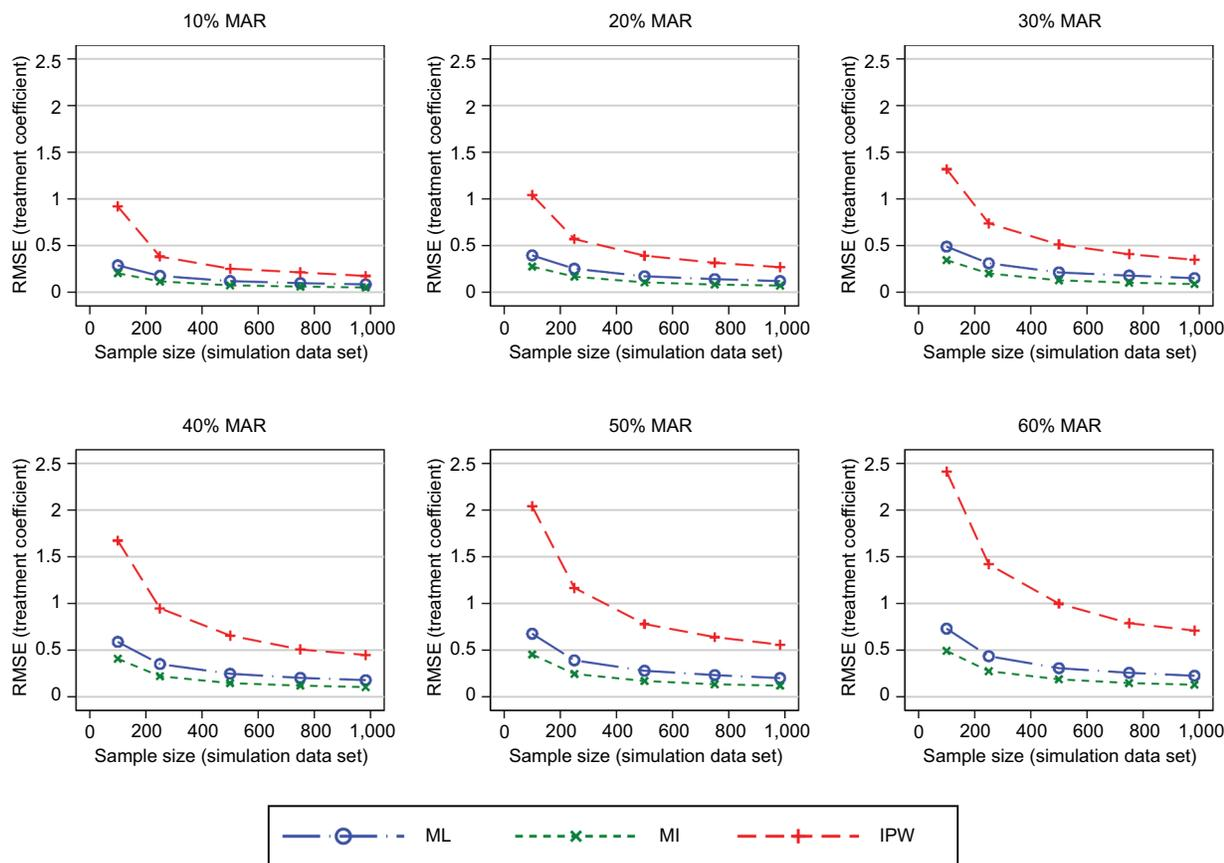 10% MAR
RMSE (treatment coefficient)
2.5
2
1.5
1
0.5
0
0 200 400 600 800 1,000
Sample size (simulation data set)
20% MAR
RMSE (treatment coefficient)
2.5
2
1.5
1
0.5
0
0 200 400 600 800 1,000
Sample size (simulation data set)
30% MAR
RMSE (treatment coefficient)
2.5
2
1.5
1
0.5
0
0 200 400 600 800 1,000
Sample size (simulation data set)
40% MAR
RMSE (treatment coefficient)
2.5
2
1.5
1
0.5
0
0 200 400 600 800 1,000
Sample size (simulation data set)
50% MAR
RMSE (treatment coefficient)
2.5
2
1.5
1
0.5
0
0 200 400 600 800 1,000
Sample size (simulation data set)
60% MAR
RMSE (treatment coefficient)
2.5
2
1.5
1
0.5
0
0 200 400 600 800 1,000
Sample size (simulation data set)
ML MI IPW